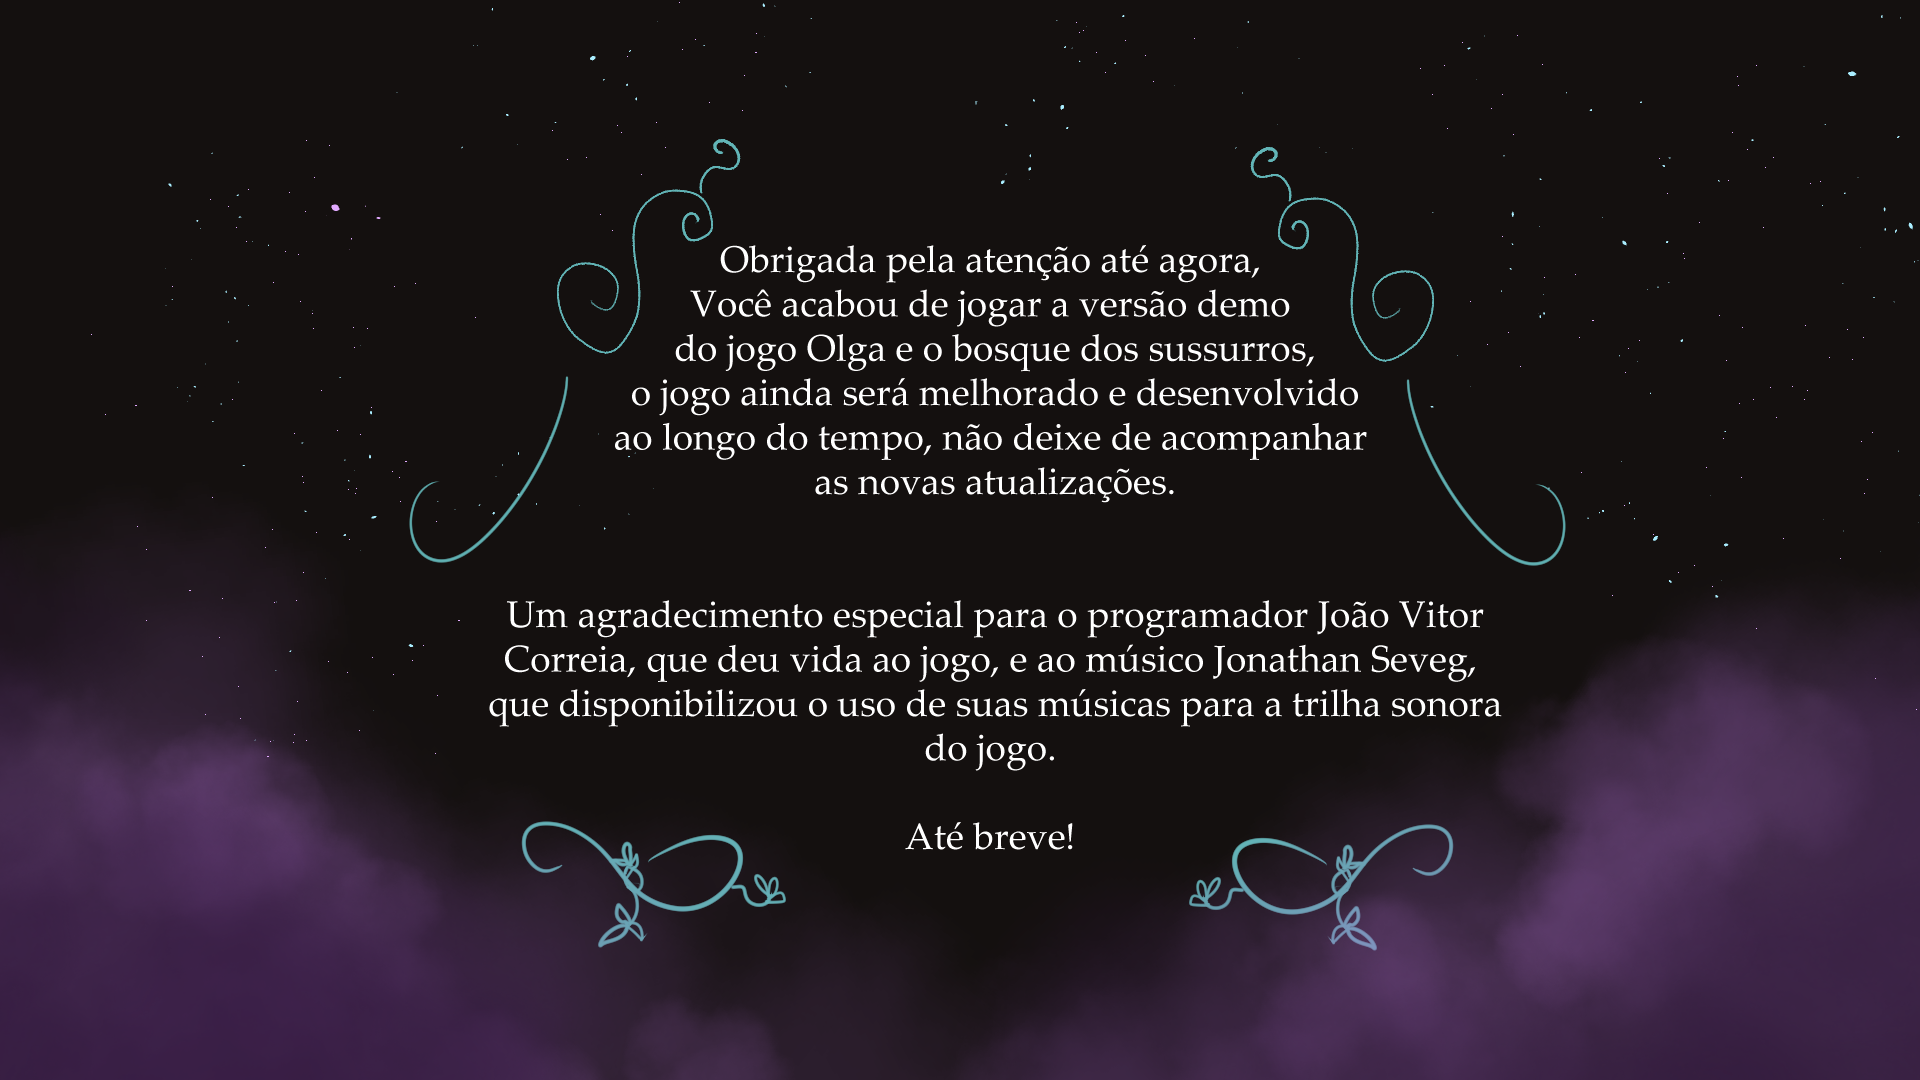 Obrigada pela atenção até agora,
Você acabou de jogar a versão demo
do jogo Olga e o bosque dos sussurros,
o jogo ainda será melhorado e desenvolvido
ao longo do tempo, não deixe de acompanhar
as novas atualizações.
Um agradecimento especial para o programador João Vitor
Correia, que deu vida ao jogo, e ao músico Jonathan Seveg,
que disponibilizou o uso de suas músicas para a trilha sonora
do jogo.
Até breve!